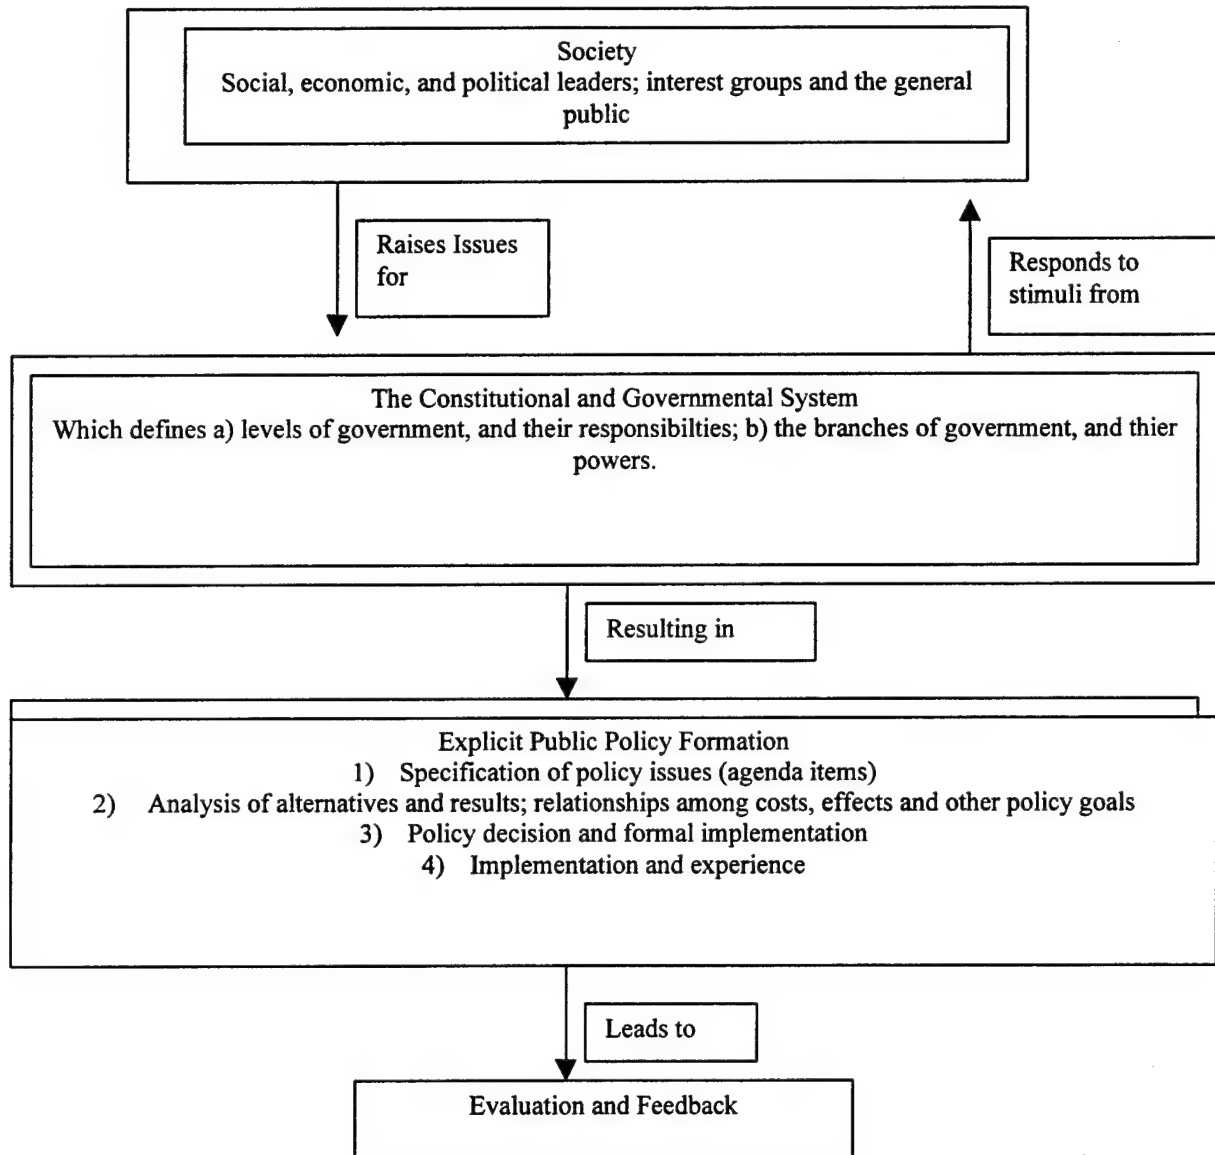 Society
Social, economic, and political leaders; interest groups and the general
public
Raises Issues
for
Responds to
stimuli from
The Constitutional and Governmental System
Which defines a) levels of government, and their responsibilties; b) the branches of government, and thier
powers.
Resulting in
Explicit Public Policy Formation
1) Specification of policy issues (agenda items)
2) Analysis of alternatives and results; relationships among costs, effects and other policy goals
3) Policy decision and formal implementation
4) Implementation and experience
Leads to
Evaluation and Feedback